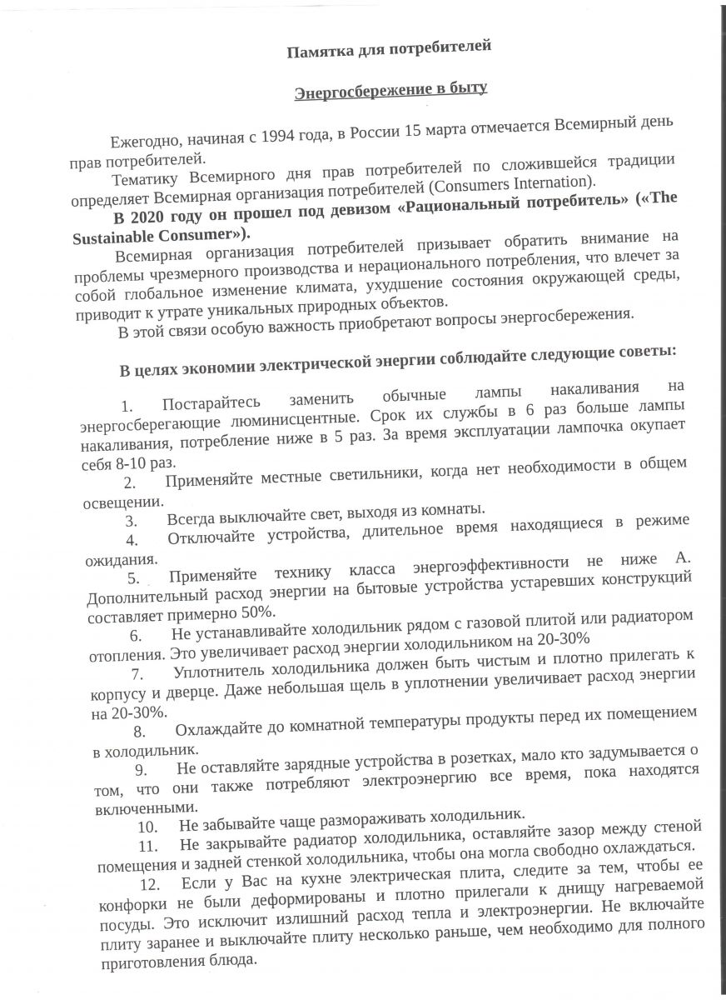 Памятка для потребителей
Энергосбережение в быту
Ежегодно, начиная с 1994 года, в России 15 марта отмечается Всемирный день
прав потребителей.
Тематику Всемирного дня прав потребителей по сложившейся традиции
определяет Всемирная организация потребителей (Consumers Internation).
В 2020 году он прошел под девизом «Рациональный потребитель» («The
Sustainable Consumer»).
Всемирная организация потребителей призывает обратить внимание на
проблемы чрезмерного производства и нерационального потребления, что влечет за
собой глобальное изменение климата, ухудшение состояния окружающей среды,
приводит к утрате уникальных природных объектов.
В этой связи особую важность приобретают вопросы энергосбережения.
В целях экономии электрической энергии соблюдайте следующие советы:
1. Постарайтесь заменить обычные лампы накаливания на
энергосберегающие люминисцентные. Срок их службы в 6 раз больше лампы
накаливания, потребление ниже в 5 раз. За время эксплуатации лампочка окупает
себя 8-10 раз.
2. Применяйте местные светильники, когда нет необходимости в общем
освещении.
3. Всегда выключайте свет, выходя из комнаты.
4. Отключайте устройства, длительное время находящиеся в режиме
ожидания.
5. Применяйте технику класса энергоэффективности не ниже А.
Дополнительный расход энергии на бытовые устройства устаревших конструкций
составляет примерно 50%.
6. Не устанавливайте холодильник рядом с газовой плитой или радиатором
отопления. Это увеличивает расход энергии холодильником на 20-30%
7. Уплотнитель холодильника должен быть чистым и плотно прилегать к
корпусу и дверце. Даже небольшая щель в уплотнении увеличивает расход энергии
на 20-30%.
8. Охлаждайте до комнатной температуры продукты перед их помещением
в холодильник.
9. Не оставляйте зарядные устройства в розетках, мало кто задумывается о
том, что они также потребляют электроэнергию все время, пока находятся
включенными.
10. Не забывайте чаще размораживать холодильник.
11. Не закрывайте радиатор холодильника, оставляйте зазор между стеной
помещения и задней стенкой холодильника, чтобы она могла свободно охлаждаться.
12. Если у Вас на кухне электрическая плита, следите за тем, чтобы ее
конфорки не были деформированы и плотно прилегали к днищу нагреваемой
посуды. Это исключит излишний расход тепла и электроэнергии. Не включайте
плиту заранее и выключайте плиту несколько раньше, чем необходимо для полного
приготовления блюда.